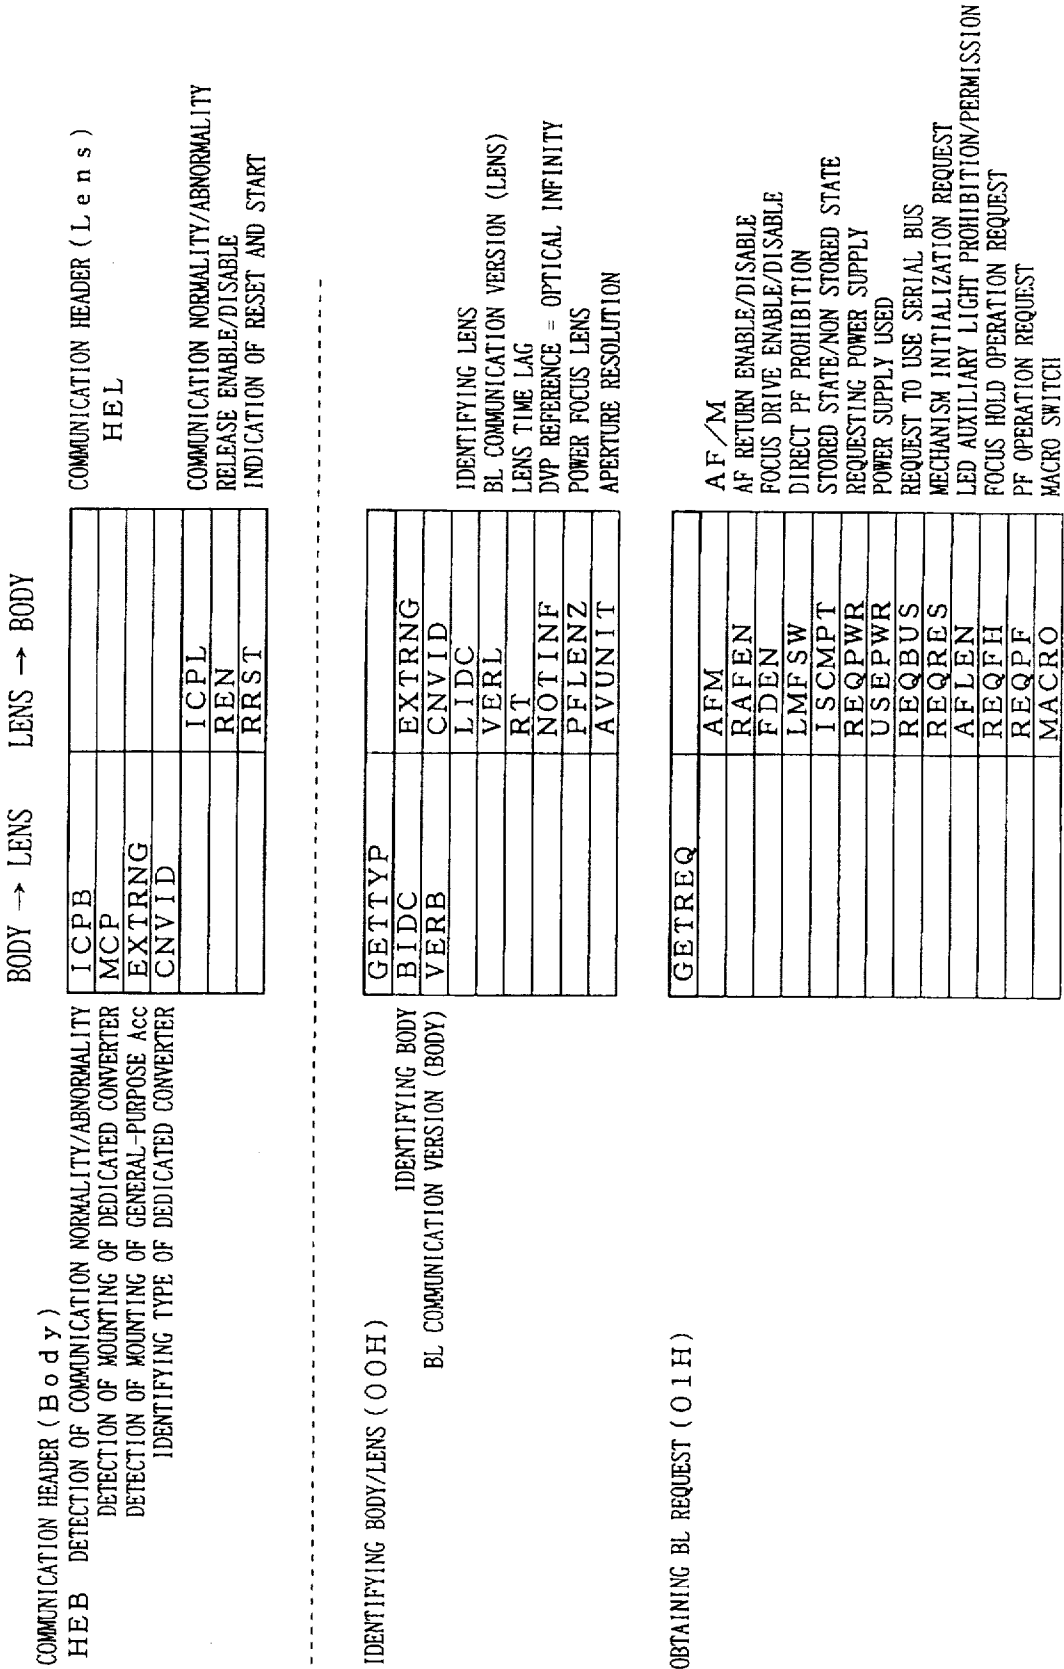 BODY → LENS LENS → BODY
COMMUNICATION HEADER (Body) COMMUNICATION HEADER (Lens)
HEB DETECTION OF COMMUNICATION NORMALITY/ABNORMALITY ICPB HEL
DETECTION OF MOUNTING OF DEDICATED CONVERTER MCP
DETECTION OF MOUNTING OF GENERAL-PURPOSE Acc EXTRNG
IDENTIFYING TYPE OF DEDICATED CONVERTER CNVID
ICPL COMMUNICATION NORMALITY/ABNORMALITY
REN RELEASE ENABLE/DISABLE
RRST INDICATION OF RESET AND START
IDENTIFYING BODY/LENS (00H) GETTYP
IDENTIFYING BODY BIDC EXTRNG
BL COMMUNICATION VERSION (BODY) VERB CNVID
LIDC IDENTIFYING LENS
VERL BL COMMUNICATION VERSION (LENS)
RT LENS TIME LAG
NOTINF DVP REFERENCE = OPTICAL INFINITY
PFLENZ POWER FOCUS LENS
AVUNIT APERTURE RESOLUTION
OBTAINING BL REQUEST (01H) GETREQ
AFM AF/M
RAFEN AF RETURN ENABLE/DISABLE
FDEN FOCUS DRIVE ENABLE/DISABLE
LMFSW DIRECT PF PROHIBITION
ISCMPT STORED STATE/NON STORED STATE
REQPWR REQUESTING POWER SUPPLY
USEPWR POWER SUPPLY USED
REQBUS REQUEST TO USE SERIAL BUS
REQRES MECHANISM INITIALIZATION REQUEST
AFLEN LED AUXILIARY LIGHT PROHIBITION/PERMISSION
REQFH FOCUS HOLD OPERATION REQUEST
REQPF PF OPERATION REQUEST
MACRO MACRO SWITCH